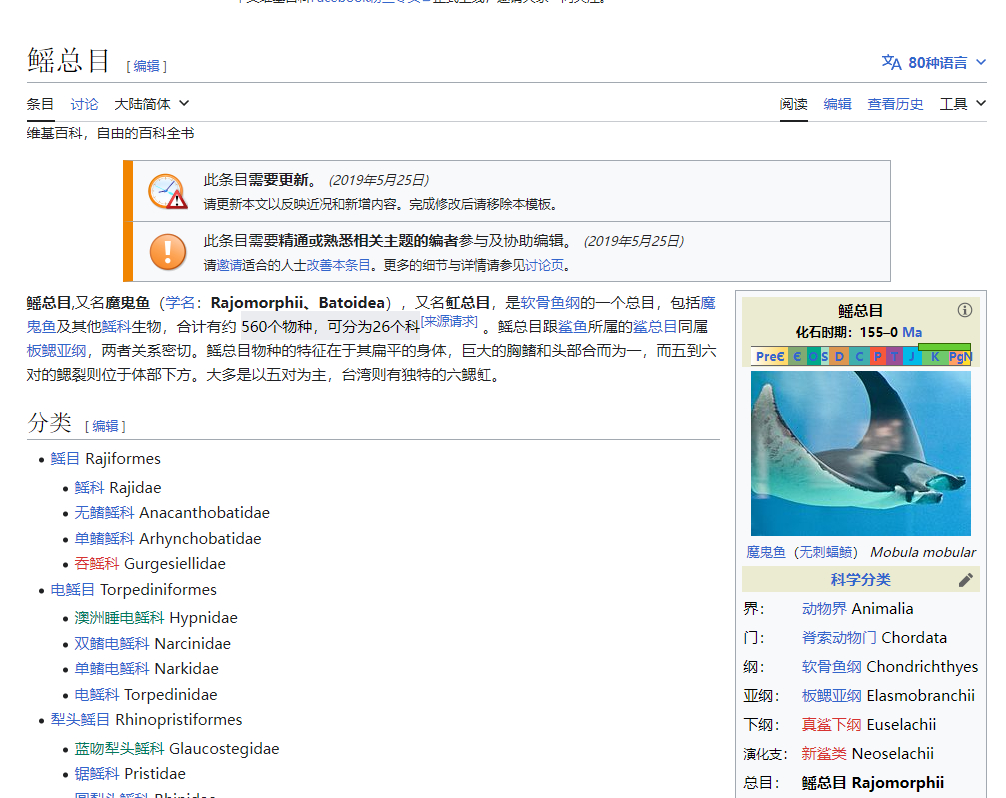 鳐总目 [ 编辑 ]
80种语言
条目 讨论 大陆简体
阅读 编辑 查看历史 工具
维基百科，自由的百科全书
此条目需要更新。 (2019年5月25日)
请更新本文以反映近况和新增内容。完成修改后请移除本模板。
此条目需要精通或熟悉相关主题的编者参与及协助编辑。 (2019年5月25日)
请邀请适合的人士改善本条目。更多的细节与详情请参见讨论页。
鳐总目,又名魔鬼鱼（学名：Rajomorphii、Batoidea），又名魟总目，是软骨鱼纲的一个总目，包括魔
鬼鱼及其他鳐科生物，合计有约 560个物种，可分为26个科[来源请求] 。鳐总目跟鲨鱼所属的鲨总目同属
板鳃亚纲，两者关系密切。鳐总目物种的特征在于其扁平的身体，巨大的胸鳍和头部合而为一，而五到六
对的鳃裂则位于体部下方。大多是以五对为主，台湾则有独特的六鳃魟。
分类 [ 编辑 ]
鳐目 Rajiformes
鳐科 Rajidae
无鳍鳐科 Anacanthobatidae
单鳍鳐科 Arhynchobatidae
吞鳐科 Gurgesiellidae
电鳐目 Torpediniformes
澳洲睡电鳐科 Hypnidae
双鳍电鳐科 Narcinidae
单鳍电鳐科 Narkidae
电鳐科 Torpedinidae
犁头鳐目 Rhinopristiformes
蓝吻犁头鳐科 Glaucostegidae
锯鳐科 Pristidae
鳐总目
化石时期：155–0 Ma
PreЄ Є O S D C P T J K PgN
魔鬼鱼（无刺蝠鲼） Mobula mobular
科学分类
界： 动物界 Animalia
门： 脊索动物门 Chordata
纲： 软骨鱼纲 Chondrichthyes
亚纲： 板鳃亚纲 Elasmobranchii
下纲： 真鲨下纲 Euselachii
演化支： 新鲨类 Neoselachii
总目： 鳐总目 Rajomorphii